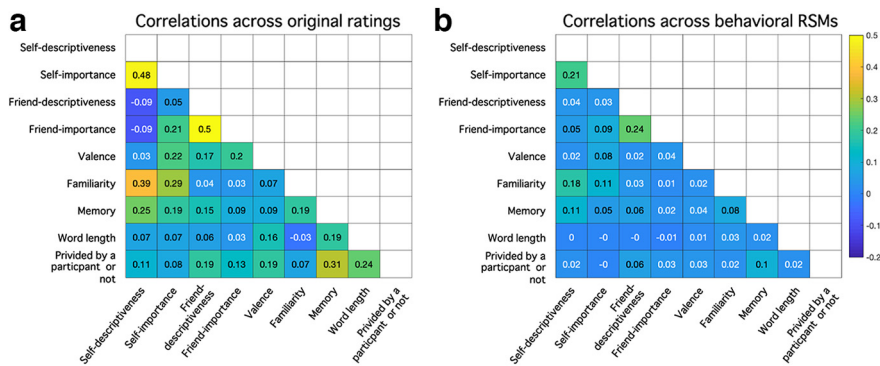 a
Correlations across original ratings
Self-descriptiveness
Self-importance
0.48
Friend-descriptiveness
-0.09 0.05
Friend-importance
-0.09 0.21 0.5
Valence
0.03 0.22 0.17 0.2
Familiarity
0.39 0.29 0.04 0.03 0.07
Memory
0.25 0.19 0.15 0.09 0.09 0.19
Word length
0.07 0.07 0.06 0.03 0.16 -0.03 0.19
Privided by a
particpant or
not
0.11 0.08 0.19 0.13 0.19 0.07 0.31 0.24
Self-descriptiveness
Self-importance
Friend-
descriptiveness
Friend-importance
Valence
Familiarity
Memory
Word length
Privided by a
particpant or not
b
Correlations across behavioral RSMs
Self-descriptiveness
Self-importance
0.21
Friend-descriptiveness
0.04 0.03
Friend-importance
0.05 0.09 0.24
Valence
0.02 0.08 0.02 0.04
Familiarity
0.18 0.11 0.03 0.01 0.02
Memory
0.11 0.05 0.06 0.02 0.04 0.08
Word length
0 -0 -0 -0.01 0.01 0.03 0.02
Privided by a
particpant or
not
0.02 -0 0.06 0.03 0.03 0.02 0.1 0.02
Self-descriptiveness
Self-importance
Friend-
descriptiveness
Friend-importance
Valence
Familiarity
Memory
Word length
Privided by a
particpant or not
0.5
0.4
0.3
0.2
0.1
0
-0.1
-0.2